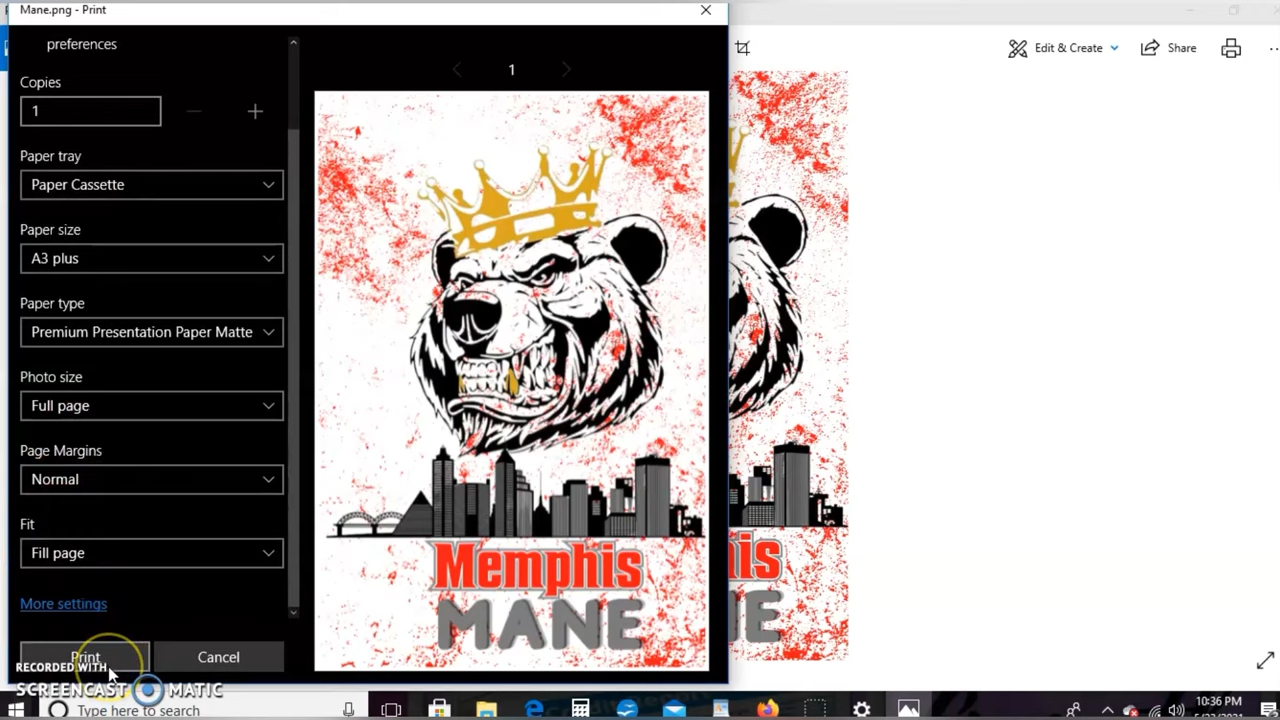 Mane.png - Print
preferences
Copies
1
Paper tray
Paper Cassette
Paper size
A3 plus
Paper type
Premium Presentation Paper Matte
Photo size
Full page
Page Margins
Normal
Fit
Fill page
More settings
Print
Cancel
1
Memphis
MANE
Edit & Create
Share
RECORDED WITH
SCREENCAST MATIC
Type here to search
10:36 PM